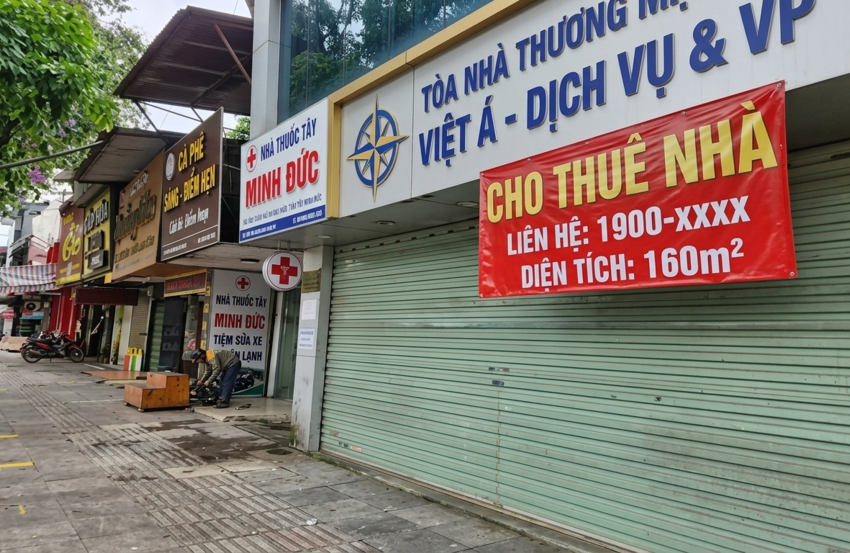 TÒA NHÀ THƯƠNG MẠ
VIỆT Á - DỊCH VỤ & VP
CHO THUÊ NHÀ
LIÊN HỆ: 1900-XXXX
DIỆN TÍCH: 160m²
NHÀ THUỐC TÂY
MINH ĐỨC
CÀ PHÊ
SÁNG - ĐIỂM HẸN
NHÀ THUỐC TÂY
MINH ĐỨC
TIỆM SỬA XE